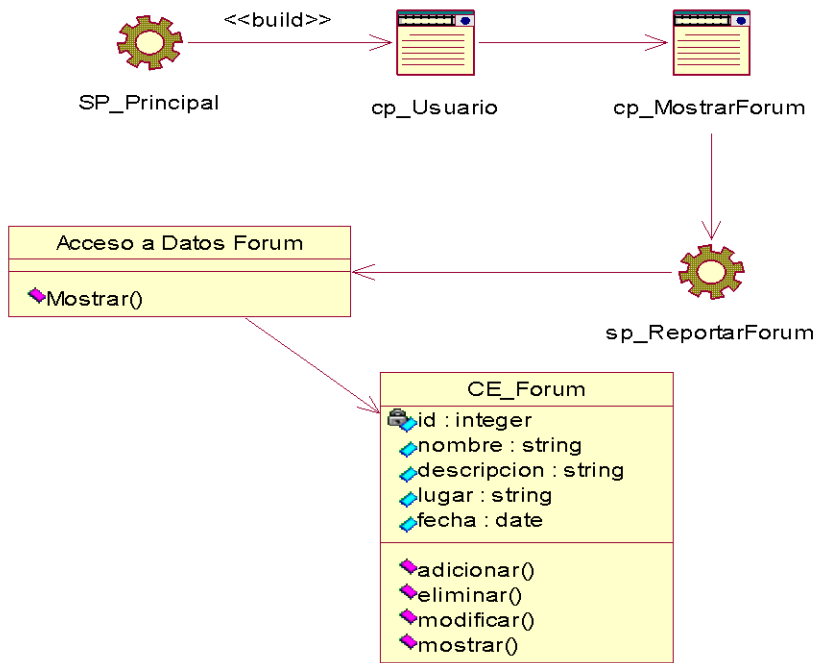 <<build>>
SP_Principal
cp_Usuario
cp_MostrarForum
Acceso a Datos Forum
Mostrar()
sp_ReportarForum
CE_Forum
id : integer
nombre : string
descripcion : string
lugar : string
fecha : date
adicionar()
eliminar()
modificar()
mostrar()